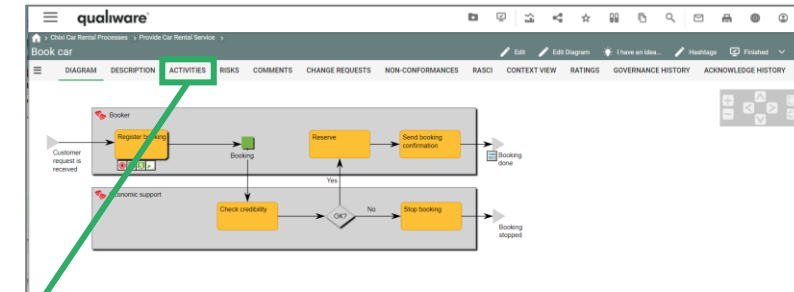 qualiware
Chixi Car Rental Processes > Provide Car Rental Service >
Book car
Edit
Edit Diagram
I have an idea...
Hashtags
Finished
DIAGRAM
DESCRIPTION
ACTIVITIES
RISKS
COMMENTS
CHANGE REQUESTS
NON-CONFORMANCES
RASCI
CONTEXT VIEW
RATINGS
GOVERNANCE HISTORY
ACKNOWLEDGE HISTORY
Booker
Customer
request is
received
Register booking
Booking
Reserve
Send booking
confirmation
Booking
done
Yes
Economic support
Check credibility
OK?
No
Stop booking
Booking
stopped